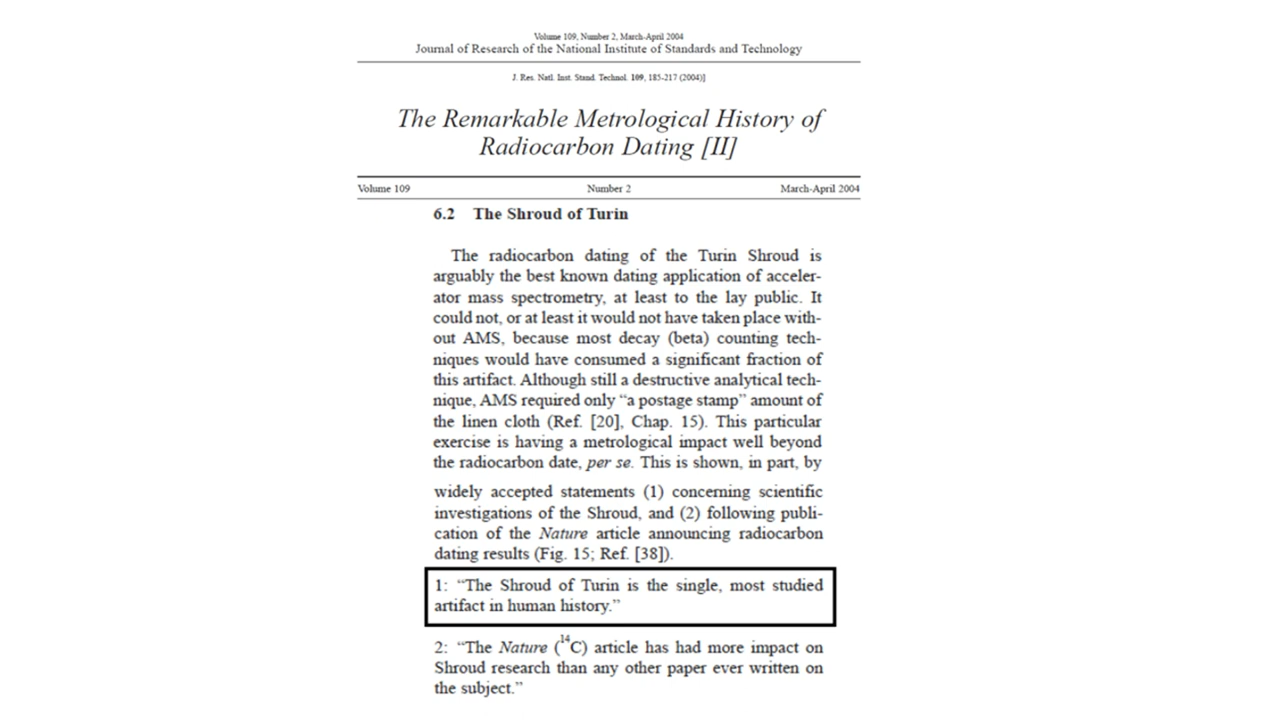 Volume 109, Number 2, March-April 2004
Journal of Research of the National Institute of Standards and Technology
J. Res. Natl. Inst. Stand. Technol. 109, 185-217 (2004)]
The Remarkable Metrological History of
Radiocarbon Dating [II]
Volume 109 Number 2 March-April 2004
6.2 The Shroud of Turin
The radiocarbon dating of the Turin Shroud is
arguably the best known dating application of acceler-
ator mass spectrometry, at least to the lay public. It
could not, or at least it would not have taken place with-
out AMS, because most decay (beta) counting tech-
niques would have consumed a significant fraction of
this artifact. Although still a destructive analytical tech-
nique, AMS required only “a postage stamp” amount of
the linen cloth (Ref. [20], Chap. 15). This particular
exercise is having a metrological impact well beyond
the radiocarbon date, per se. This is shown, in part, by
widely accepted statements (1) concerning scientific
investigations of the Shroud, and (2) following publi-
cation of the Nature article announcing radiocarbon
dating results (Fig. 15; Ref. [38]).
1: “The Shroud of Turin is the single, most studied
artifact in human history.”
2: “The Nature (¹⁴C) article has had more impact on
Shroud research than any other paper ever written on
the subject.”